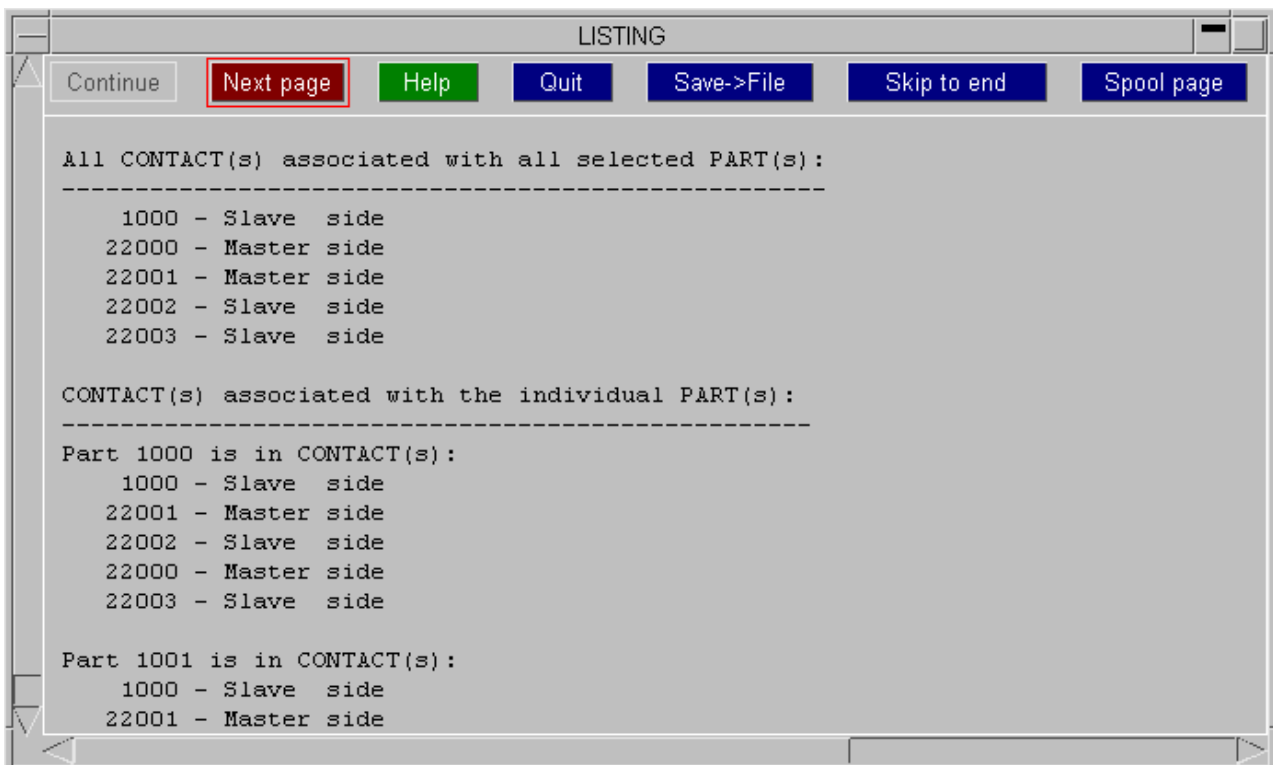 LISTING
Continue Next page Help Quit Save->File Skip to end Spool page
All CONTACT(s) associated with all selected PART(s):
----------------------------------------------------
1000 - Slave  side
22000 - Master side
22001 - Master side
22002 - Slave  side
22003 - Slave  side
CONTACT(s) associated with the individual PART(s):
---------------------------------------------------
Part 1000 is in CONTACT(s):
1000 - Slave  side
22001 - Master side
22002 - Slave  side
22000 - Master side
22003 - Slave  side
Part 1001 is in CONTACT(s):
1000 - Slave  side
22001 - Master side